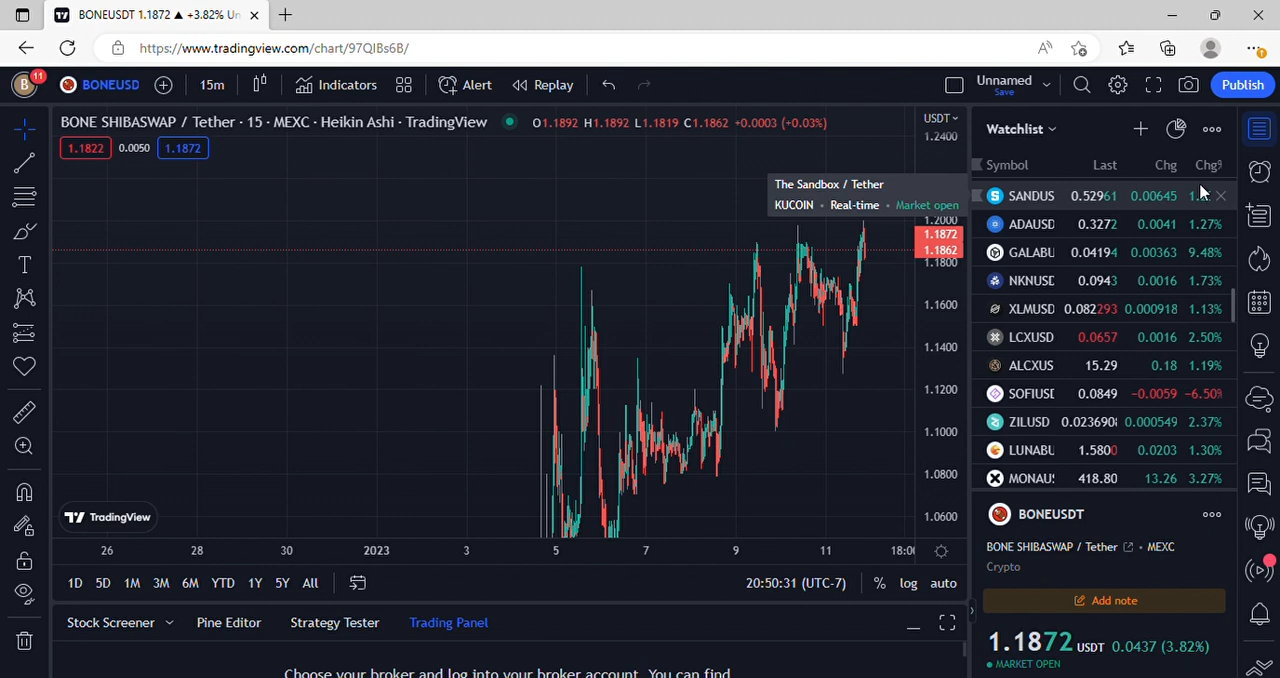 BONEUSDT 1.1872 ▲ +3.82% Un
https://www.tradingview.com/chart/97QIBs6B/
B
11
BONEUSD
15m
Indicators
Alert
Replay
Unnamed
Save
Publish
BONE SHIBASWAP / Tether · 15 · MEXC · Heikin Ashi · TradingView
O1.1892 H1.1892 L1.1819 C1.1862 +0.0003 (+0.03%)
1.1822 0.0050 1.1872
USDT
1.2400
The Sandbox / Tether
KUCOIN • Real-time • Market open
1.2000
1.1872
1.1862
1.1800
1.1600
1.1400
1.1200
1.1000
1.0800
1.0600
TradingView
26 28 30 2023 3 5 7 9 11 18:0
1D 5D 1M 3M 6M YTD 1Y 5Y All
20:50:31 (UTC-7)
% log auto
Stock Screener Pine Editor Strategy Tester Trading Panel
Choose your broker and log into your broker account. You can find
Watchlist
Symbol Last Chg Chg%
SANDUS 0.52961 0.00645
ADAUSD 0.3272 0.0041 1.27%
GALABU 0.04194 0.00363 9.48%
NKNUSD 0.0943 0.0016 1.73%
XLMUSD 0.082293 0.000918 1.13%
LCXUSD 0.0657 0.0016 2.50%
ALCXUS 15.29 0.18 1.19%
SOFIUSD 0.0849 -0.0059 -6.50%
ZILUSD 0.0236908 0.000549 2.37%
LUNABU 1.5800 0.0203 1.30%
MONAUS 418.80 13.26 3.27%
BONEUSDT
BONE SHIBASWAP / Tether • MEXC
Crypto
Add note
1.1872 USDT 0.0437 (3.82%)
• MARKET OPEN